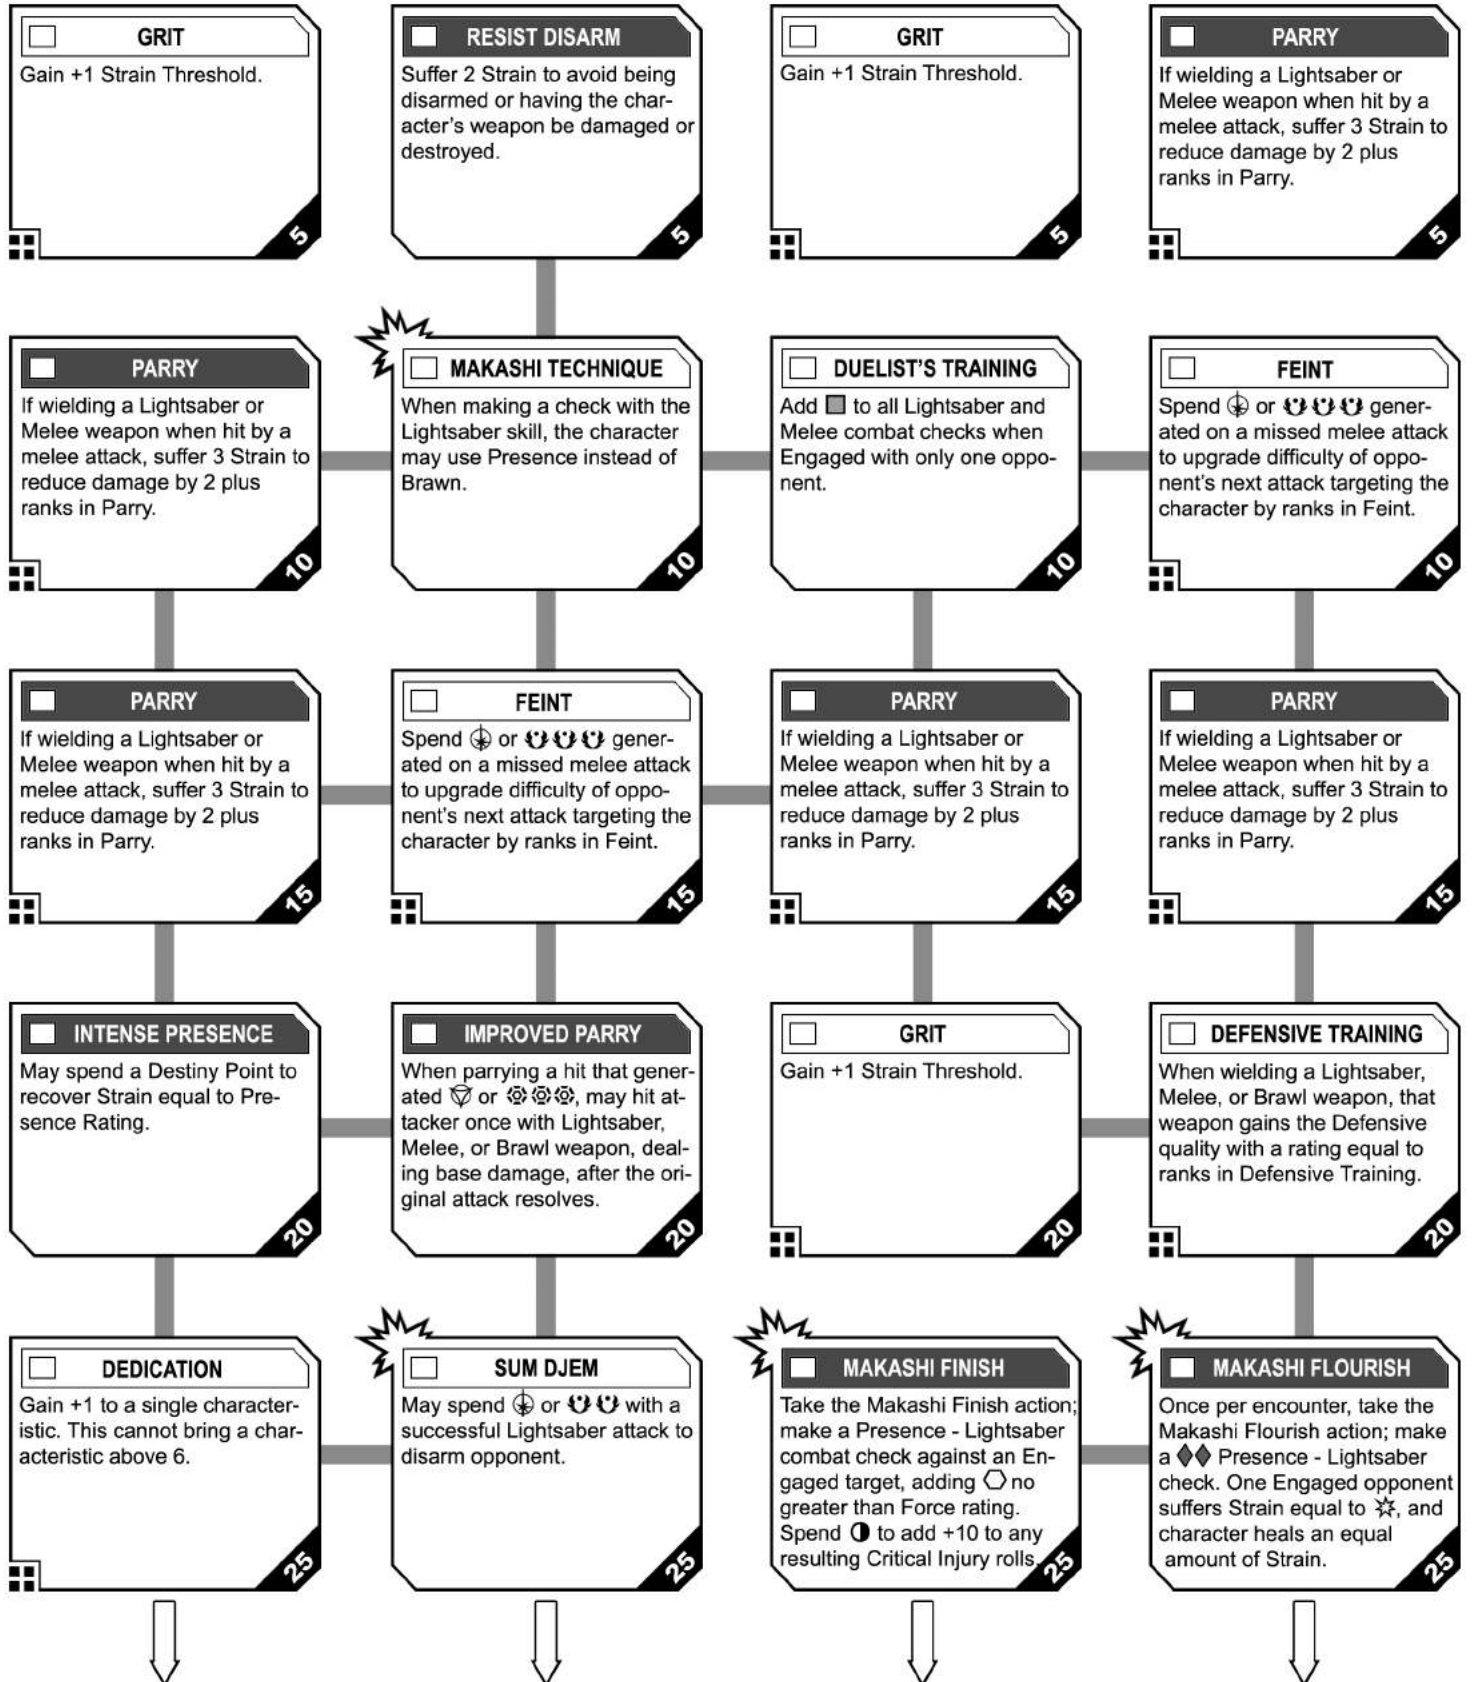 GRIT
Gain +1 Strain Threshold.
5
RESIST DISARM
Suffer 2 Strain to avoid being
disarmed or having the char-
acter's weapon be damaged or
destroyed.
5
GRIT
Gain +1 Strain Threshold.
5
PARRY
If wielding a Lightsaber or
Melee weapon when hit by a
melee attack, suffer 3 Strain to
reduce damage by 2 plus
ranks in Parry.
5
PARRY
If wielding a Lightsaber or
Melee weapon when hit by a
melee attack, suffer 3 Strain to
reduce damage by 2 plus
ranks in Parry.
10
MAKASHI TECHNIQUE
When making a check with the
Lightsaber skill, the character
may use Presence instead of
Brawn.
10
DUELIST'S TRAINING
Add to all Lightsaber and
Melee combat checks when
Engaged with only one oppo-
nent.
10
FEINT
Spend or gener-
ated on a missed melee attack
to upgrade difficulty of oppo-
nent's next attack targeting the
character by ranks in Feint.
10
PARRY
If wielding a Lightsaber or
Melee weapon when hit by a
melee attack, suffer 3 Strain to
reduce damage by 2 plus
ranks in Parry.
15
FEINT
Spend or gener-
ated on a missed melee attack
to upgrade difficulty of oppo-
nent's next attack targeting the
character by ranks in Feint.
15
PARRY
If wielding a Lightsaber or
Melee weapon when hit by a
melee attack, suffer 3 Strain to
reduce damage by 2 plus
ranks in Parry.
15
PARRY
If wielding a Lightsaber or
Melee weapon when hit by a
melee attack, suffer 3 Strain to
reduce damage by 2 plus
ranks in Parry.
15
INTENSE PRESENCE
May spend a Destiny Point to
recover Strain equal to Pre-
sence Rating.
20
IMPROVED PARRY
When parrying a hit that gener-
ated or , may hit at-
tacker once with Lightsaber,
Melee, or Brawl weapon, deal-
ing base damage, after the ori-
ginal attack resolves.
20
GRIT
Gain +1 Strain Threshold.
20
DEFENSIVE TRAINING
When wielding a Lightsaber,
Melee, or Brawl weapon, that
weapon gains the Defensive
quality with a rating equal to
ranks in Defensive Training.
20
DEDICATION
Gain +1 to a single character-
istic. This cannot bring a char-
acteristic above 6.
25
SUM DJEM
May spend or with a
successful Lightsaber attack to
disarm opponent.
25
MAKASHI FINISH
Take the Makashi Finish action;
make a Presence - Lightsaber
combat check against an En-
gaged target, adding no
greater than Force rating.
Spend to add +10 to any
resulting Critical Injury rolls.
25
MAKASHI FLOURISH
Once per encounter, take the
Makashi Flourish action; make
a Presence - Lightsaber
check. One Engaged opponent
suffers Strain equal to , and
character heals an equal
amount of Strain.
25